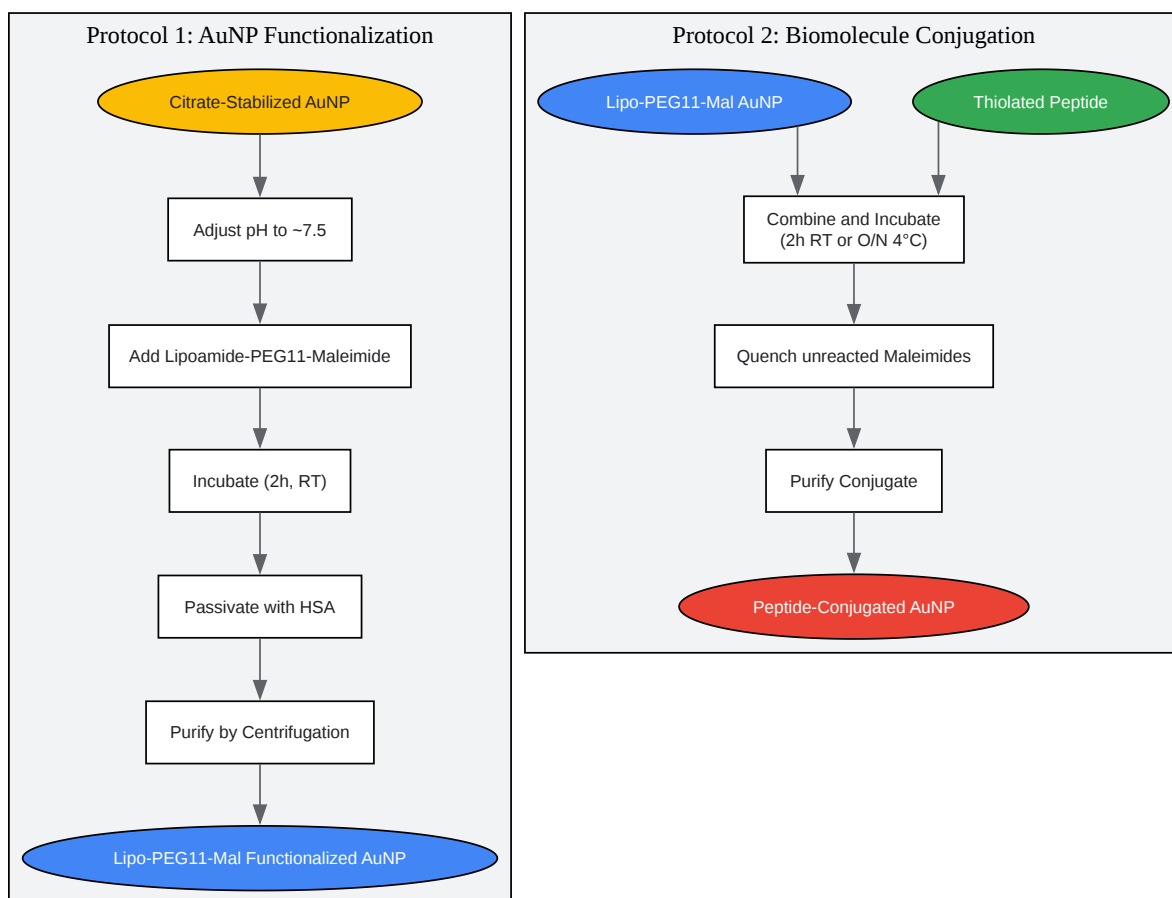 Protocol 1: AuNP Functionalization
Citrate-Stabilized AuNP
Adjust pH to ~7.5
Add Lipoamide-PEG11-Maleimide
Incubate (2h, RT)
Passivate with HSA
Purify by Centrifugation
Lipo-PEG11-Mal Functionalized AuNP
Protocol 2: Biomolecule Conjugation
Lipo-PEG11-Mal AuNP
Thiolated Peptide
Combine and Incubate
(2h RT or O/N 4°C)
Quench unreacted Maleimides
Purify Conjugate
Peptide-Conjugated AuNP